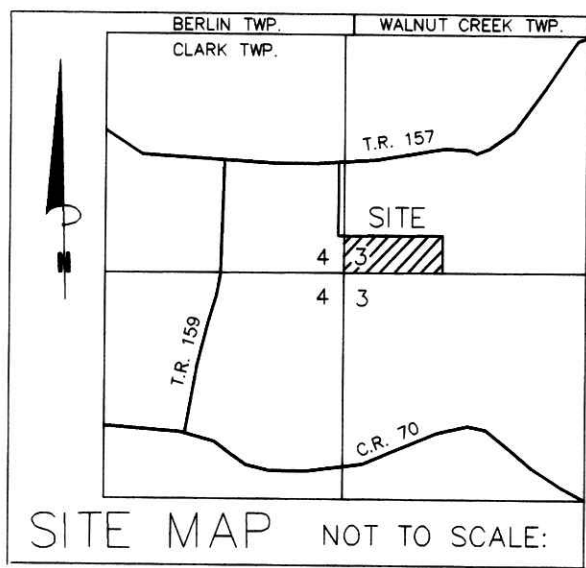 BERLIN TWP. WALNUT CREEK TWP.
CLARK TWP.
T.R. 157
SITE
4 3
N
4 3
T.R. 159
C.R. 70
SITE MAP NOT TO SCALE: